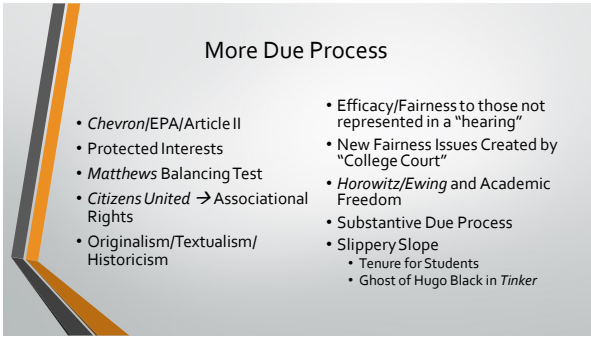 More Due Process
• Chevron/EPA/Article II
• Protected Interests
• Matthews Balancing Test
• Citizens United → Associational
Rights
• Originalism/Textualism/
Historicism
• Efficacy/Fairness to those not
represented in a “hearing”
• New Fairness Issues Created by
“College Court”
• Horowitz/Ewing and Academic
Freedom
• Substantive Due Process
• Slippery Slope
• Tenure for Students
• Ghost of Hugo Black in Tinker